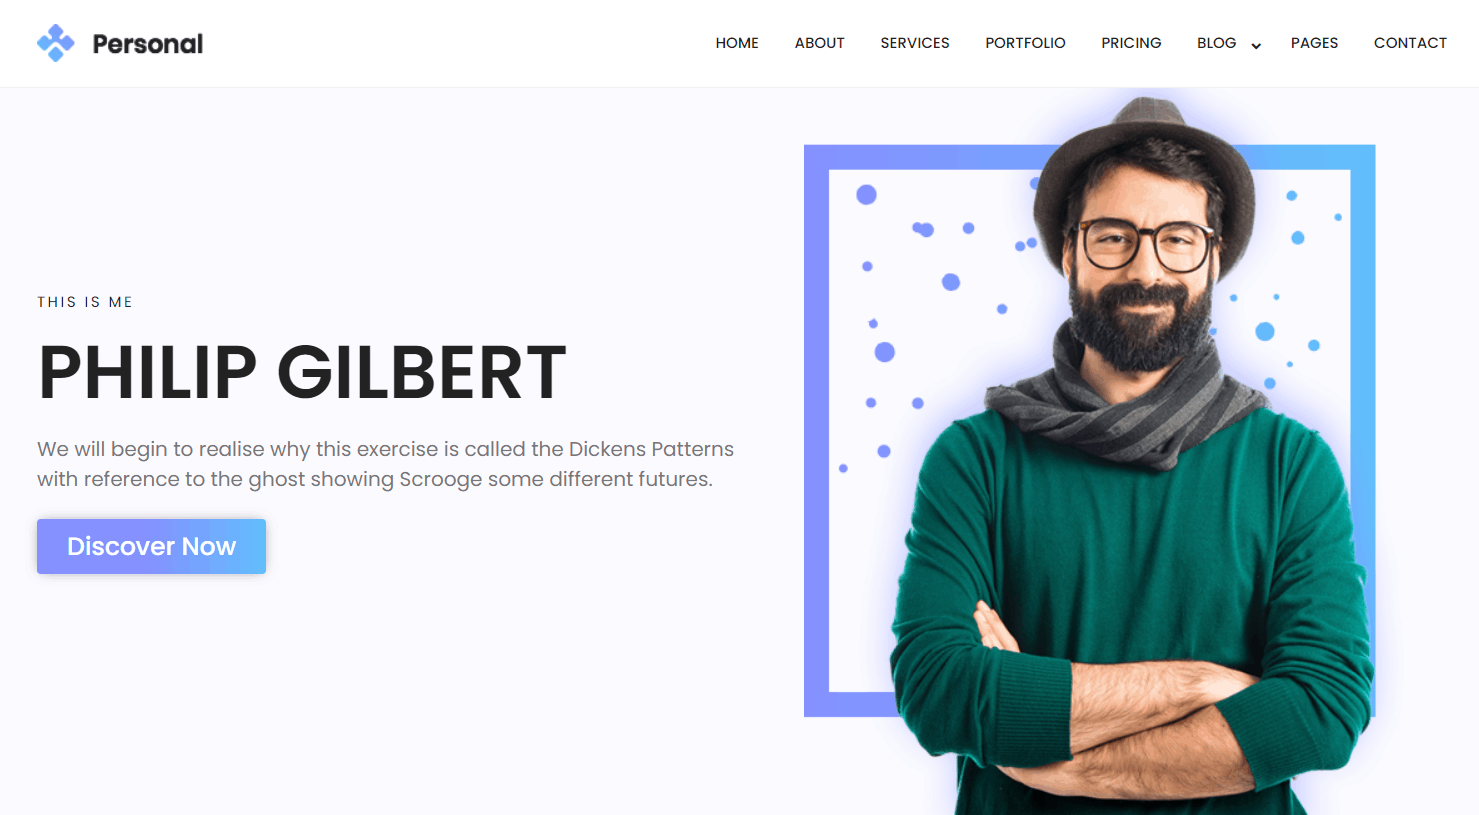 Personal
HOME ABOUT SERVICES PORTFOLIO PRICING BLOG PAGES CONTACT
THIS IS ME
PHILIP GILBERT
We will begin to realise why this exercise is called the Dickens Patterns
with reference to the ghost showing Scrooge some different futures.
Discover Now